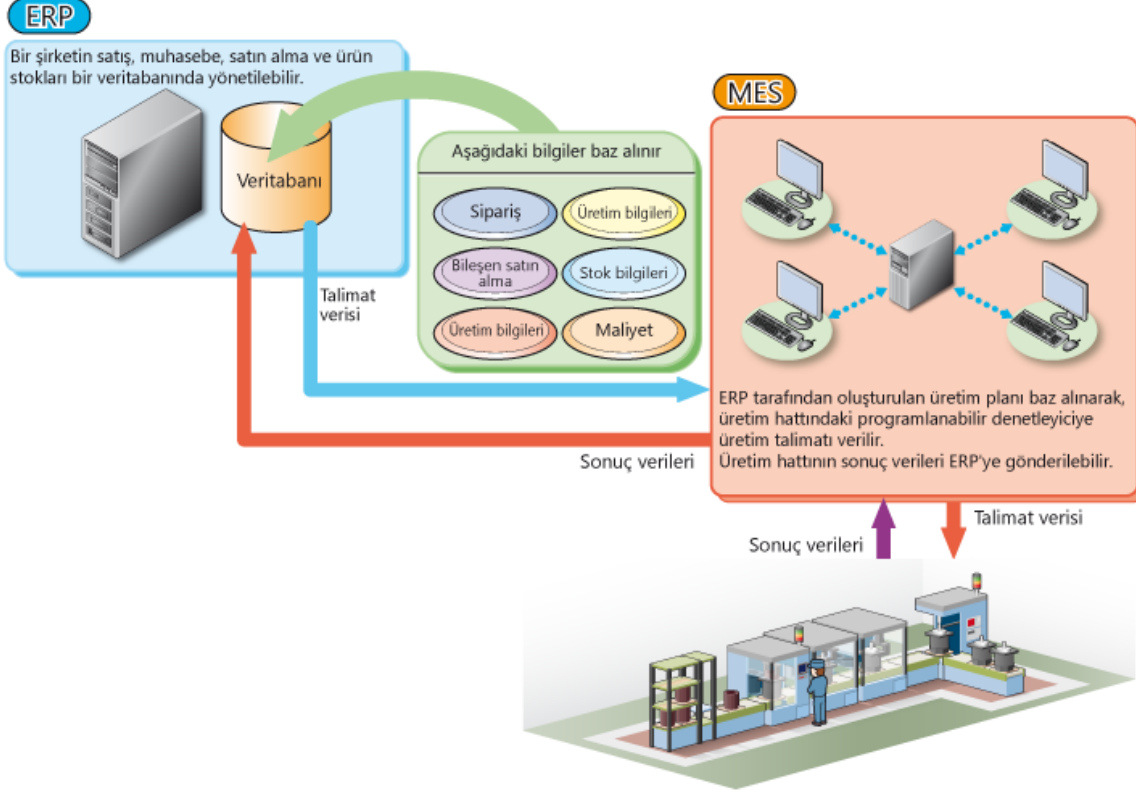 ERP
Bir şirketin satış, muhasebe, satın alma ve ürün
stokları bir veritabanında yönetilebilir.
Veritabanı
Aşağıdaki bilgiler baz alınır
Sipariş
Üretim bilgileri
Bileşen satın
alma
Stok bilgileri
Üretim bilgileri
Maliyet
Talimat
verisi
MES
ERP tarafından oluşturulan üretim planı baz alınarak,
üretim hattındaki programlanabilir denetleyiciye
üretim talimatı verilir.
Üretim hattının sonuç verileri ERP'ye gönderilebilir.
Sonuç verileri
Talimat verisi
Sonuç verileri